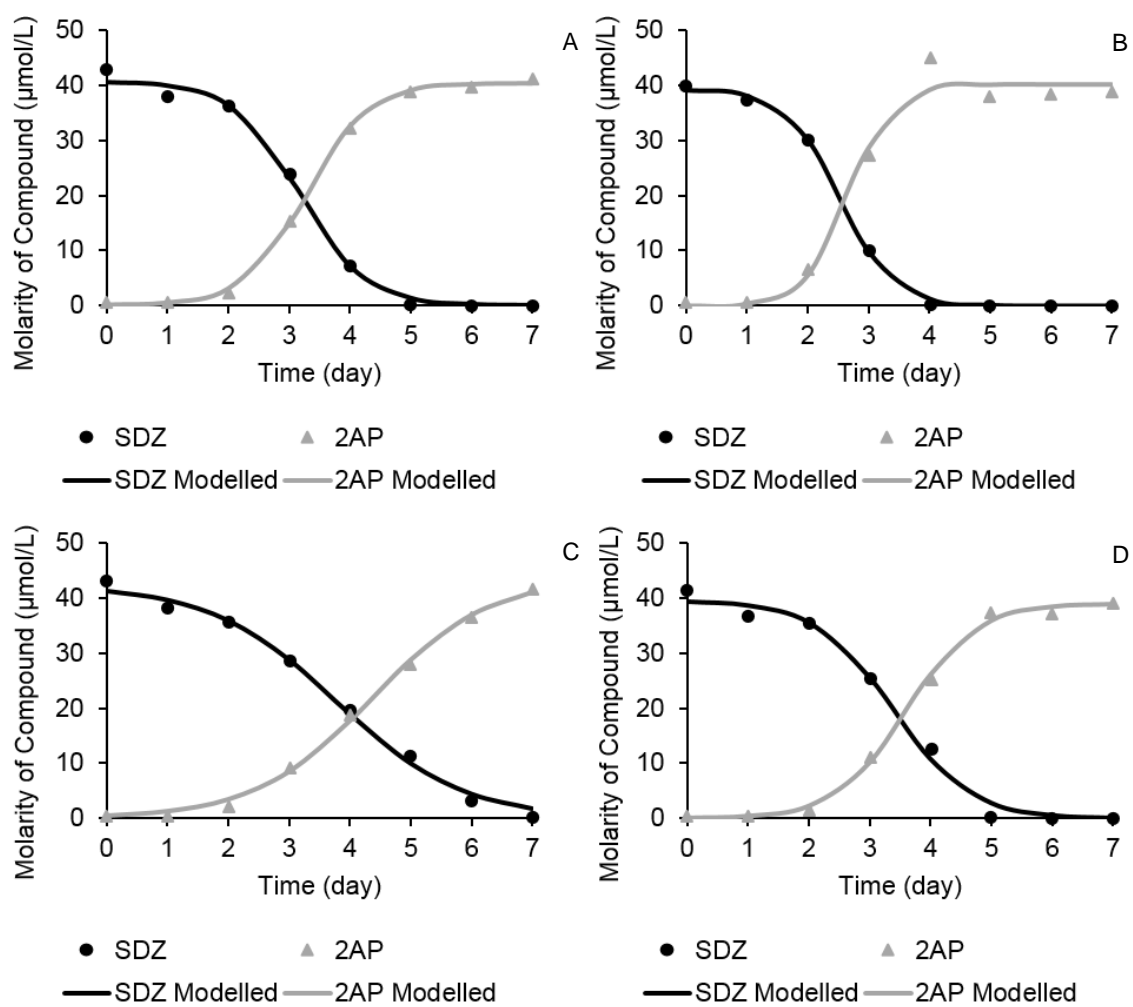 A
Molarity of Compound (µmol/L)
50
40
30
20
10
0
0 1 2 3 4 5 6 7
Time (day)
SDZ 2AP
SDZ Modelled 2AP Modelled
B
Molarity of Compound (µmol/L)
50
40
30
20
10
0
0 1 2 3 4 5 6 7
Time (day)
SDZ 2AP
SDZ Modelled 2AP Modelled
C
Molarity of Compound (µmol/L)
50
40
30
20
10
0
0 1 2 3 4 5 6 7
Time (day)
SDZ 2AP
SDZ Modelled 2AP Modelled
D
Molarity of Compound (µmol/L)
50
40
30
20
10
0
0 1 2 3 4 5 6 7
Time (day)
SDZ 2AP
SDZ Modelled 2AP Modelled